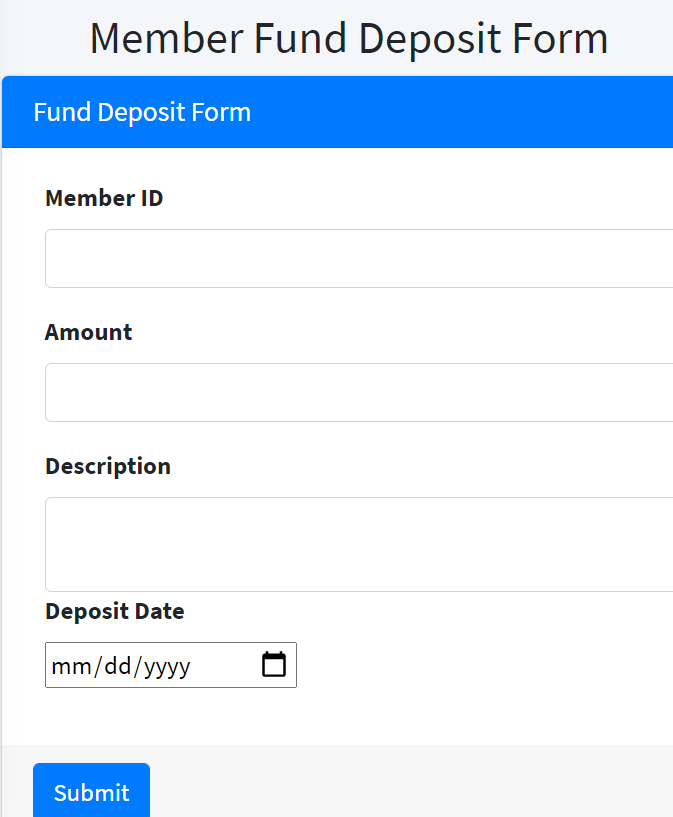 Member Fund Deposit Form
Fund Deposit Form
Member ID
Amount
Description
Deposit Date
mm/dd/yyyy
Submit